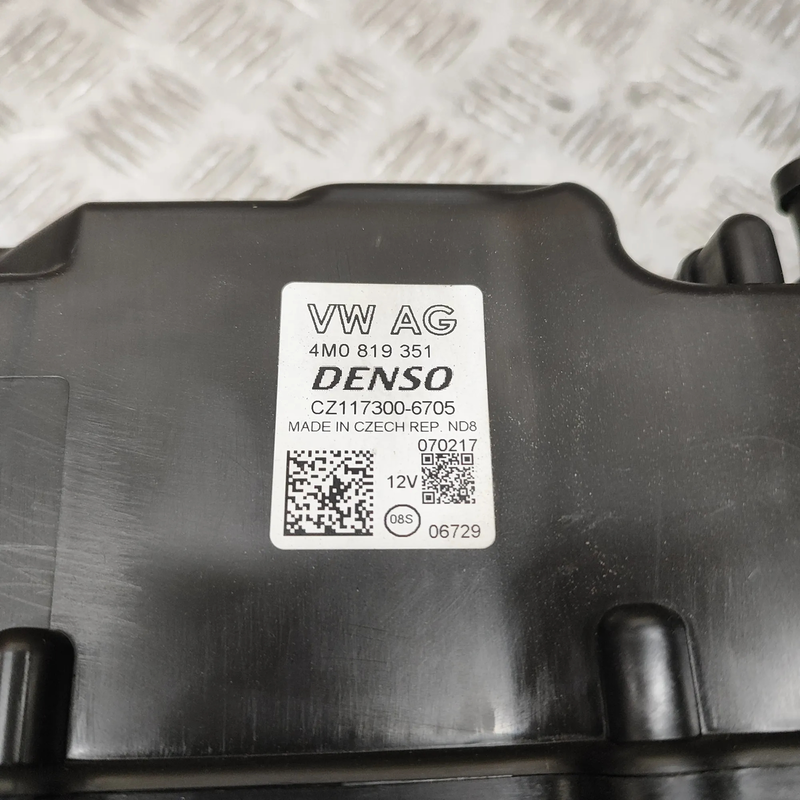 VW AG
4M0 819 351
DENSO
CZ117300-6705
MADE IN CZECH REP. ND8
070217
12V
08S
06729